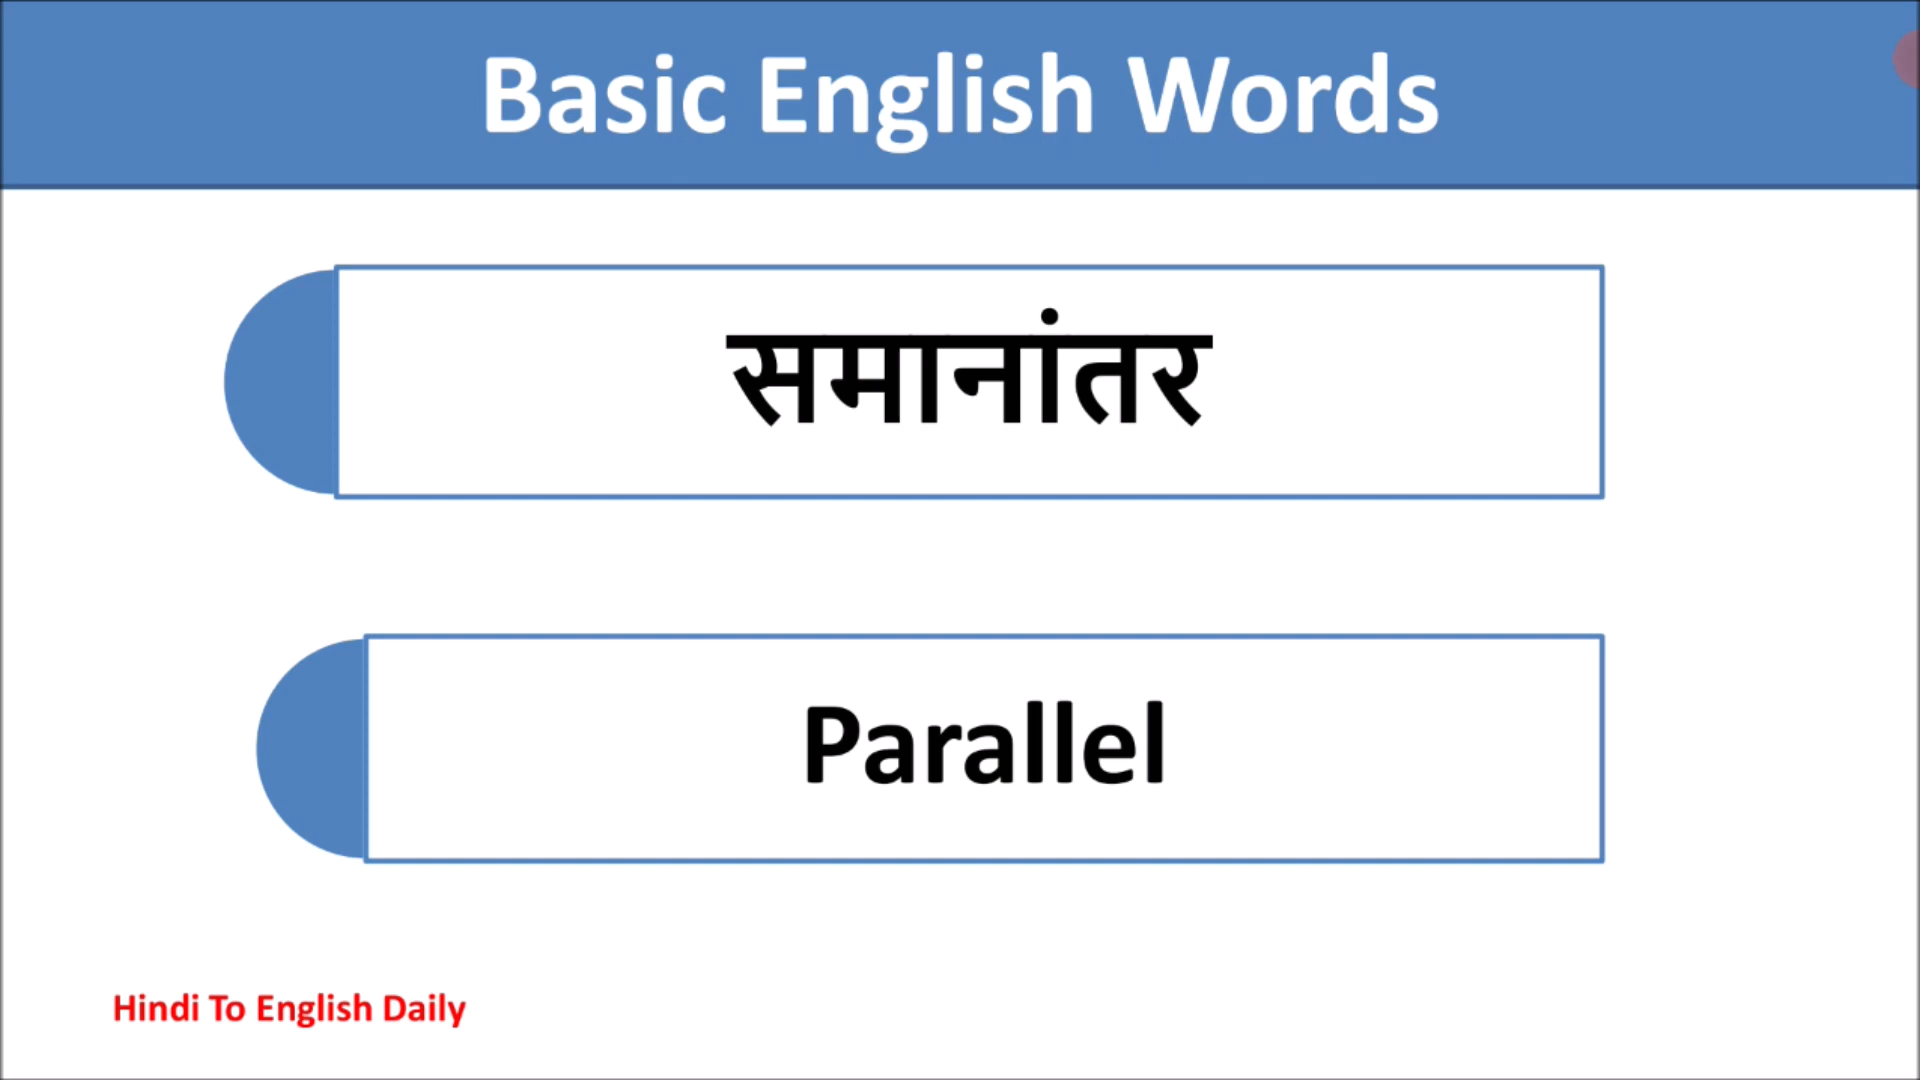 Basic English Words
समानांतर
Parallel
Hindi To English Daily